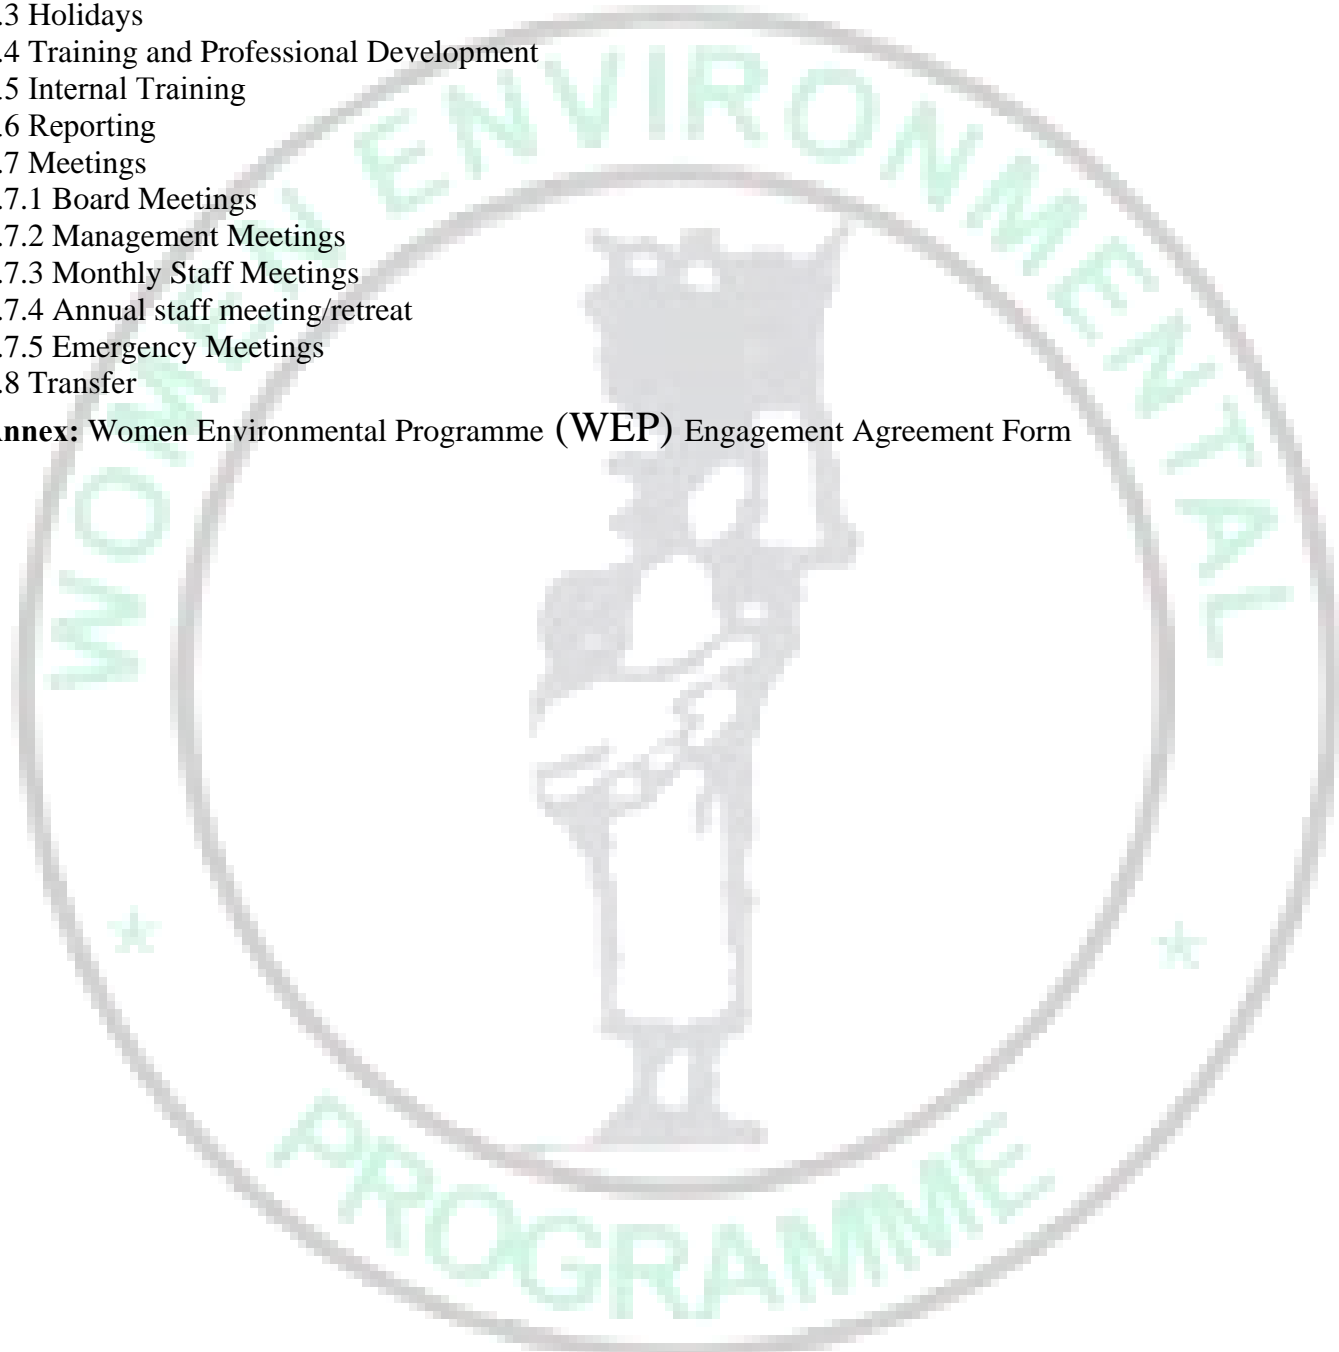 .3 Holidays
.4 Training and Professional Development
.5 Internal Training
.6 Reporting
.7 Meetings
.7.1 Board Meetings
.7.2 Management Meetings
.7.3 Monthly Staff Meetings
.7.4 Annual staff meeting/retreat
.7.5 Emergency Meetings
.8 Transfer
nnex: Women Environmental Programme (WEP) Engagement Agreement Form
WOMEN ENVIRONMENTAL
PROGRAMME